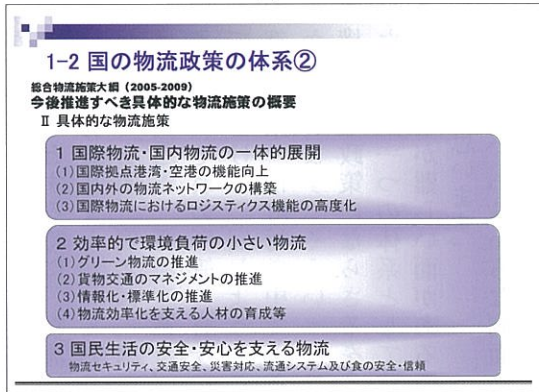 1-2 国の物流政策の体系②
総合物流施策大綱（2005-2009）
今後推進すべき具体的な物流施策の概要
Ⅱ 具体的な物流施策
1 国際物流・国内物流の一体的展開
(1)国際拠点港湾・空港の機能向上
(2)国内外の物流ネットワークの構築
(3)国際物流におけるロジスティクス機能の高度化
2 効率的で環境負荷の小さい物流
(1)グリーン物流の推進
(2)貨物交通のマネジメントの推進
(3)情報化・標準化の推進
(4)物流効率化を支える人材の育成等
3 国民生活の安全・安心を支える物流
物流セキュリティ、交通安全、災害対応、流通システム及び食の安全・信頼